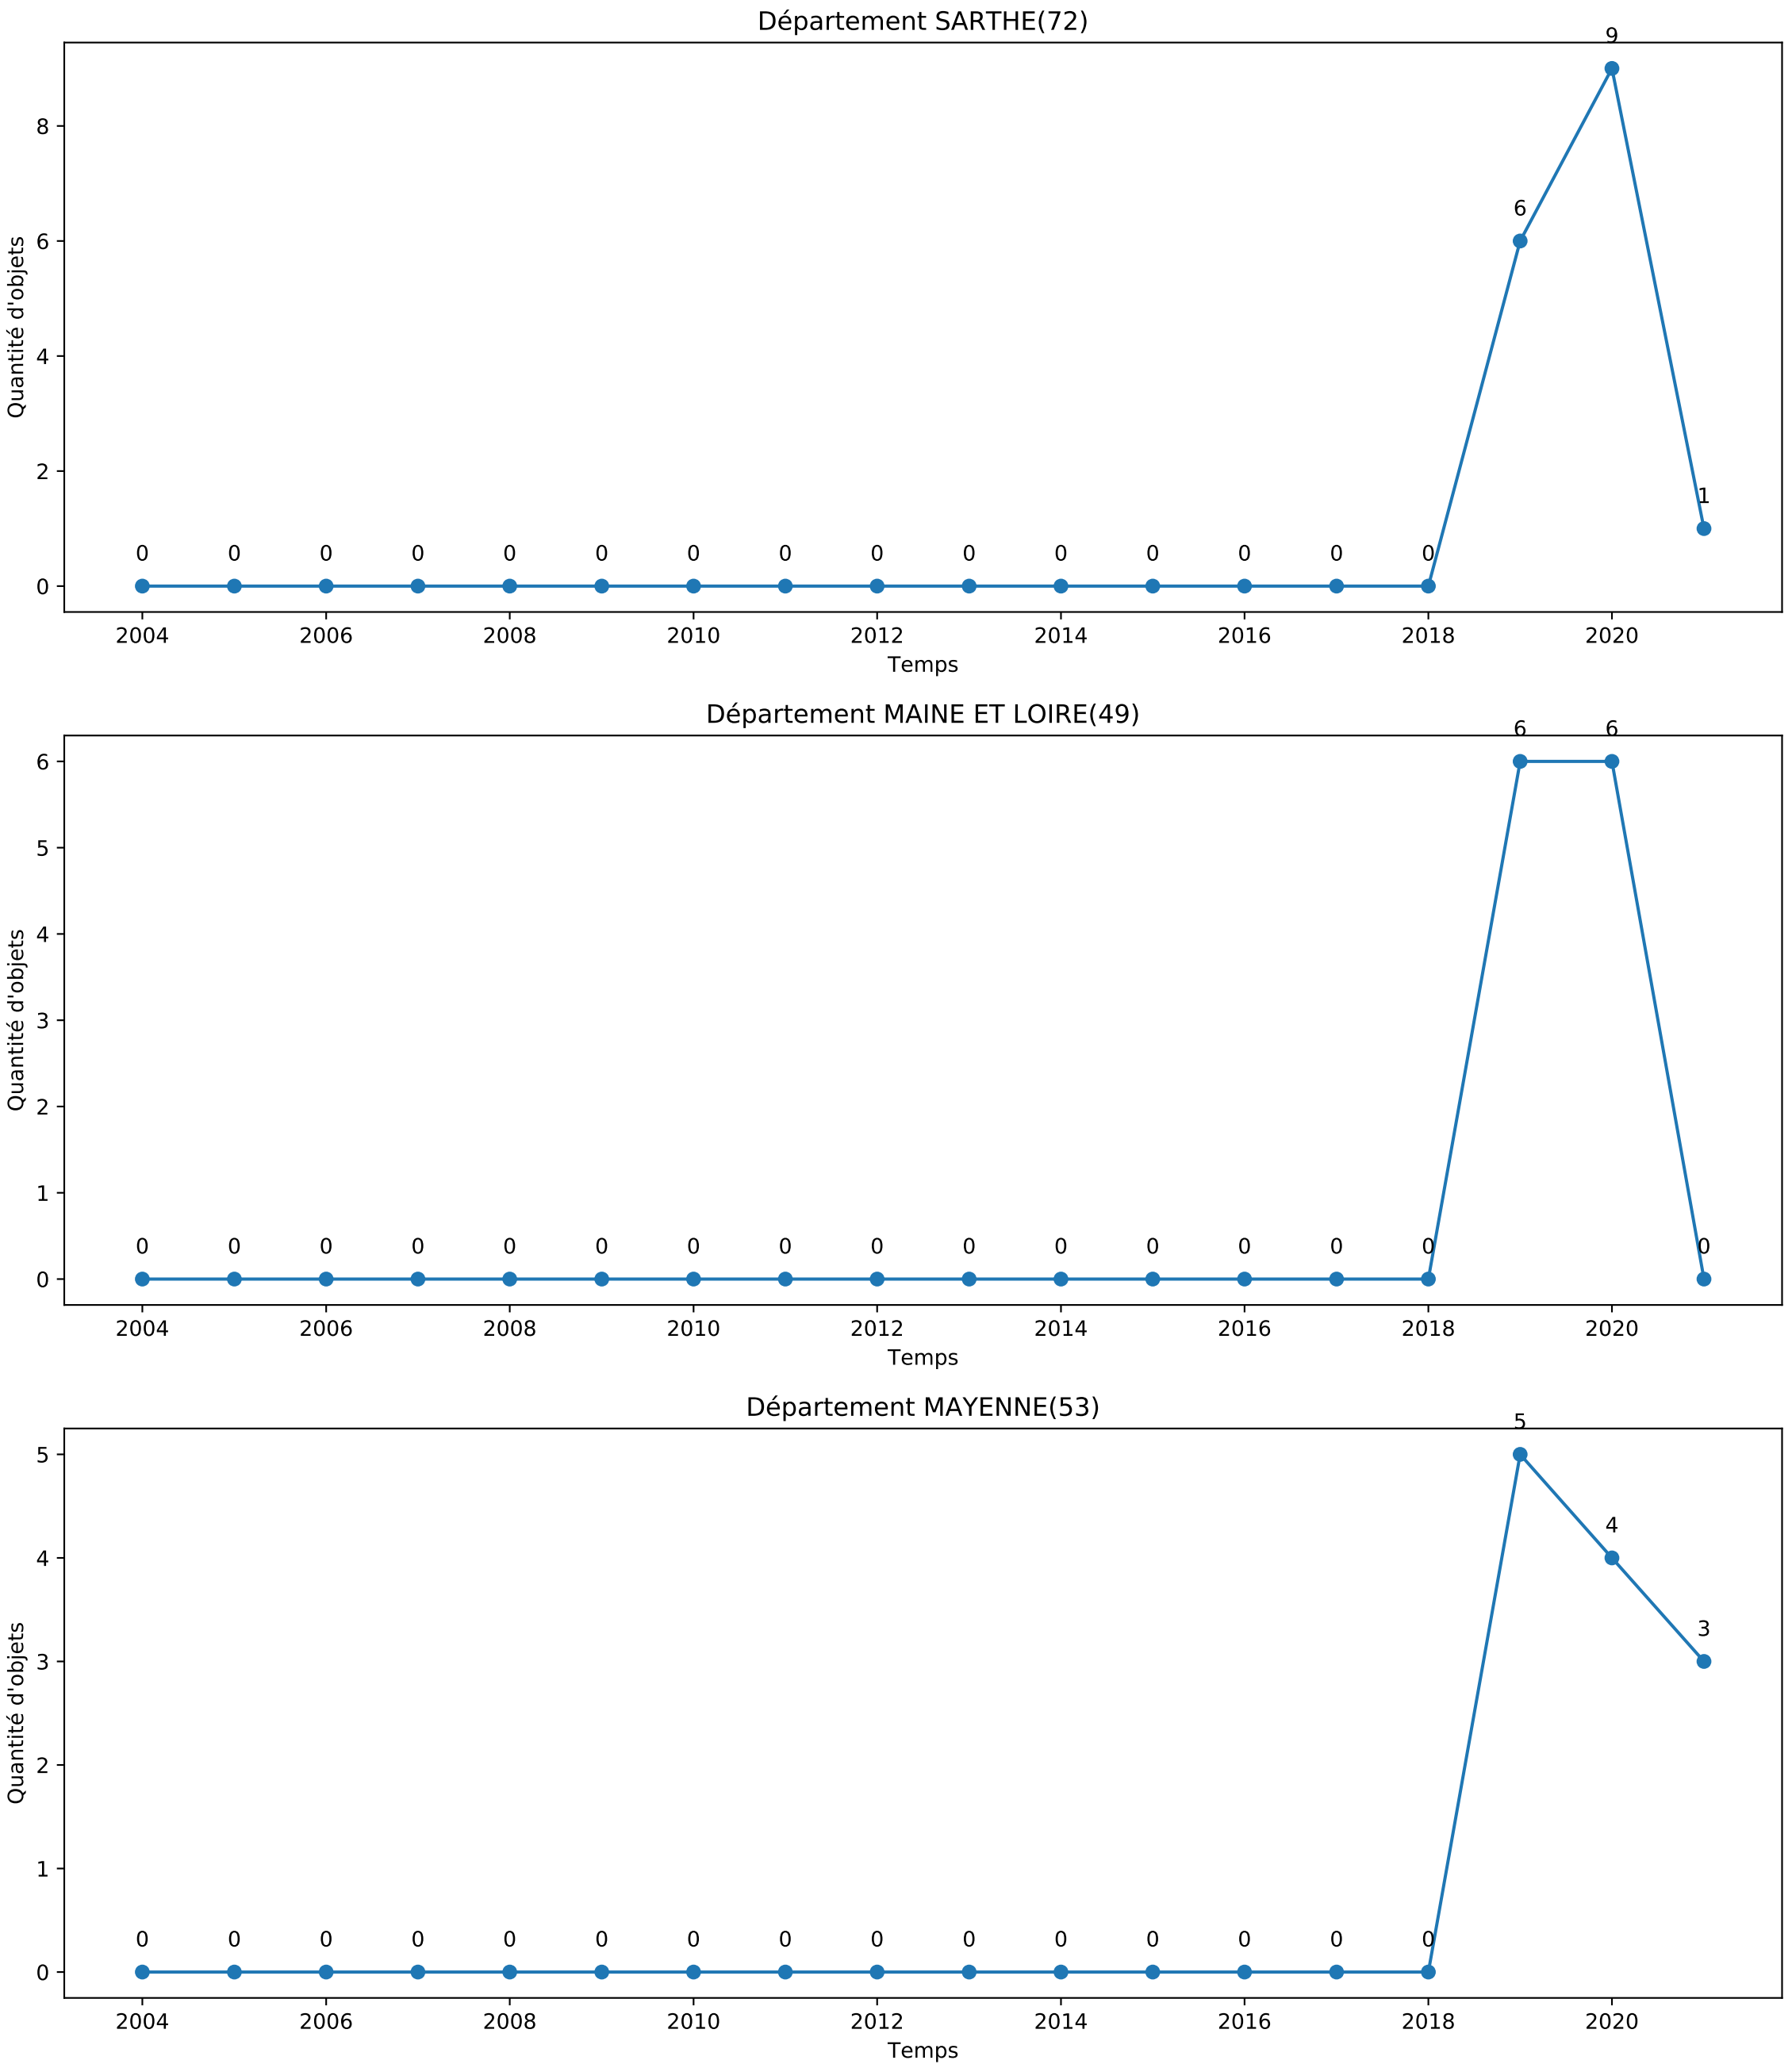 Département SARTHE(72)
9
8
6
6
4
2
1
0 0 0 0 0 0 0 0 0 0 0 0 0 0 0
0
2004 2006 2008 2010 2012 2014 2016 2018 2020
Temps
Quantité d'objets
Département MAINE ET LOIRE(49)
6 6
6
5
4
3
2
1
0 0 0 0 0 0 0 0 0 0 0 0 0 0 0 0
0
2004 2006 2008 2010 2012 2014 2016 2018 2020
Temps
Quantité d'objets
Département MAYENNE(53)
5
5
4
4
3
3
2
1
0 0 0 0 0 0 0 0 0 0 0 0 0 0 0
0
2004 2006 2008 2010 2012 2014 2016 2018 2020
Temps
Quantité d'objets